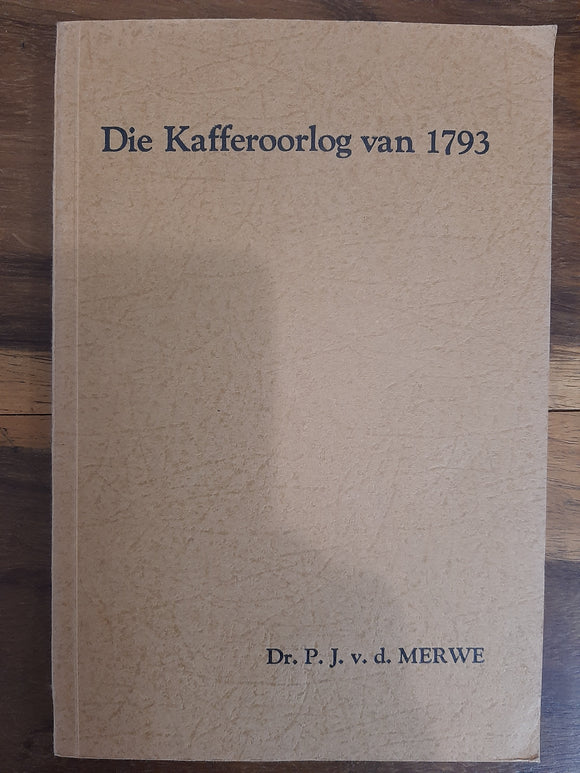 Die Kafferoorlog van 1793
Dr. P. J. v. d. MERWE